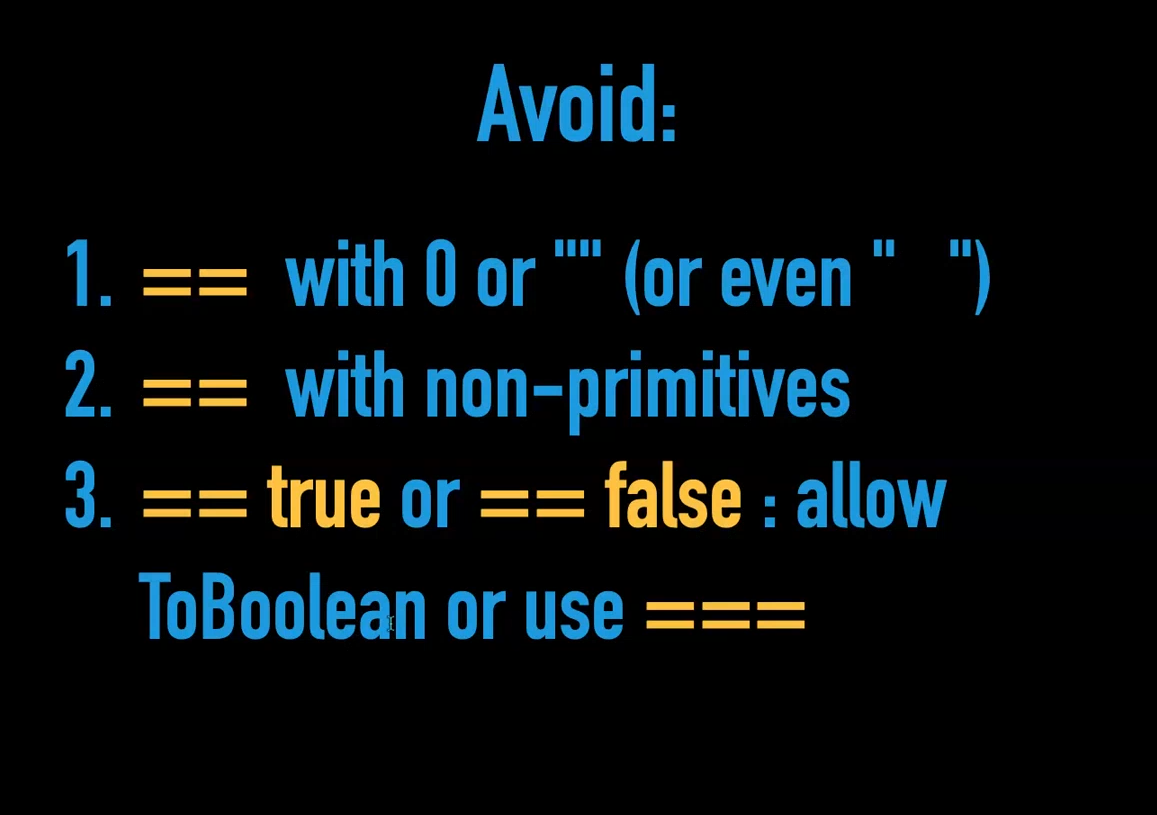 Avoid:
1. == with 0 or "" (or even "   ")
2. == with non-primitives
3. == true or == false : allow
ToBoolean or use ===